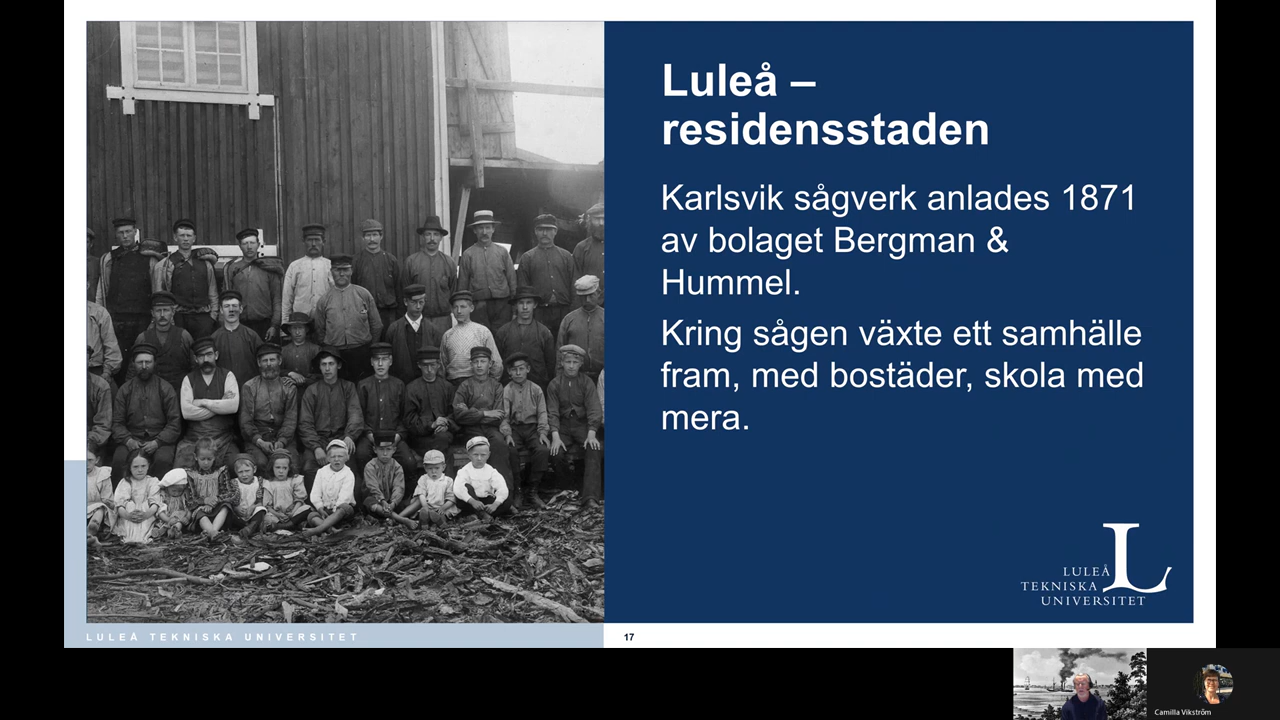 Luleå –
residensstaden
Karlsvik sågverk anlades 1871
av bolaget Bergman &
Hummel.
Kring sågen växte ett samhälle
fram, med bostäder, skola med
mera.
LULEÅ
TEKNISKA
UNIVERSITET
LULEÅ TEKNISKA UNIVERSITET
17
Camilla Vikström